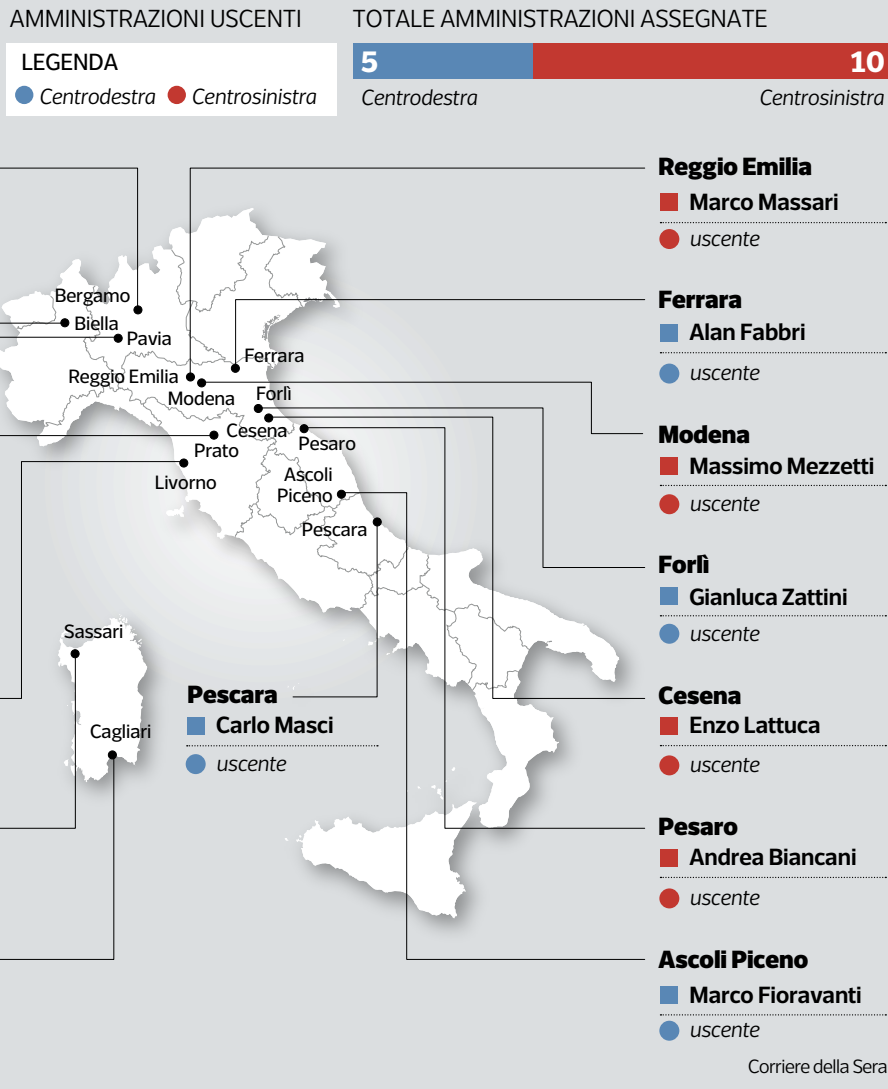 AMMINISTRAZIONI USCENTI
LEGENDA
Centrodestra Centrosinistra
TOTALE AMMINISTRAZIONI ASSEGNATE
5 10
Centrodestra Centrosinistra
Bergamo
Biella
Pavia
Ferrara
Reggio Emilia
Modena
Forlì
Cesena
Pesaro
Prato
Livorno
Ascoli
Piceno
Pescara
Sassari
Cagliari
Pescara
Carlo Masci
uscente
Reggio Emilia
Marco Massari
uscente
Ferrara
Alan Fabbri
uscente
Modena
Massimo Mezzetti
uscente
Forlì
Gianluca Zattini
uscente
Cesena
Enzo Lattuca
uscente
Pesaro
Andrea Biancani
uscente
Ascoli Piceno
Marco Fioravanti
uscente
Corriere della Sera